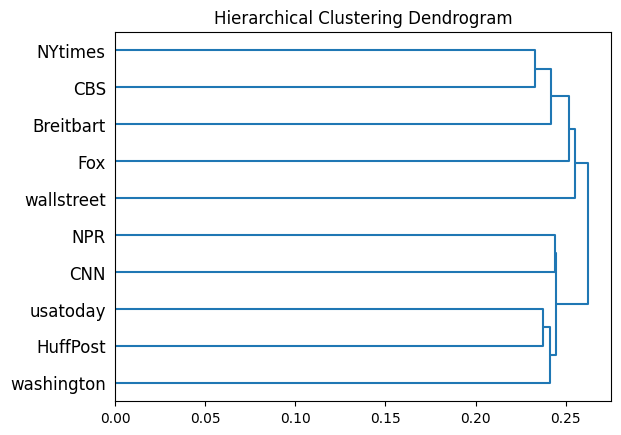 Hierarchical Clustering Dendrogram
NYtimes
CBS
Breitbart
Fox
wallstreet
NPR
CNN
usatoday
HuffPost
washington
0.00 0.05 0.10 0.15 0.20 0.25